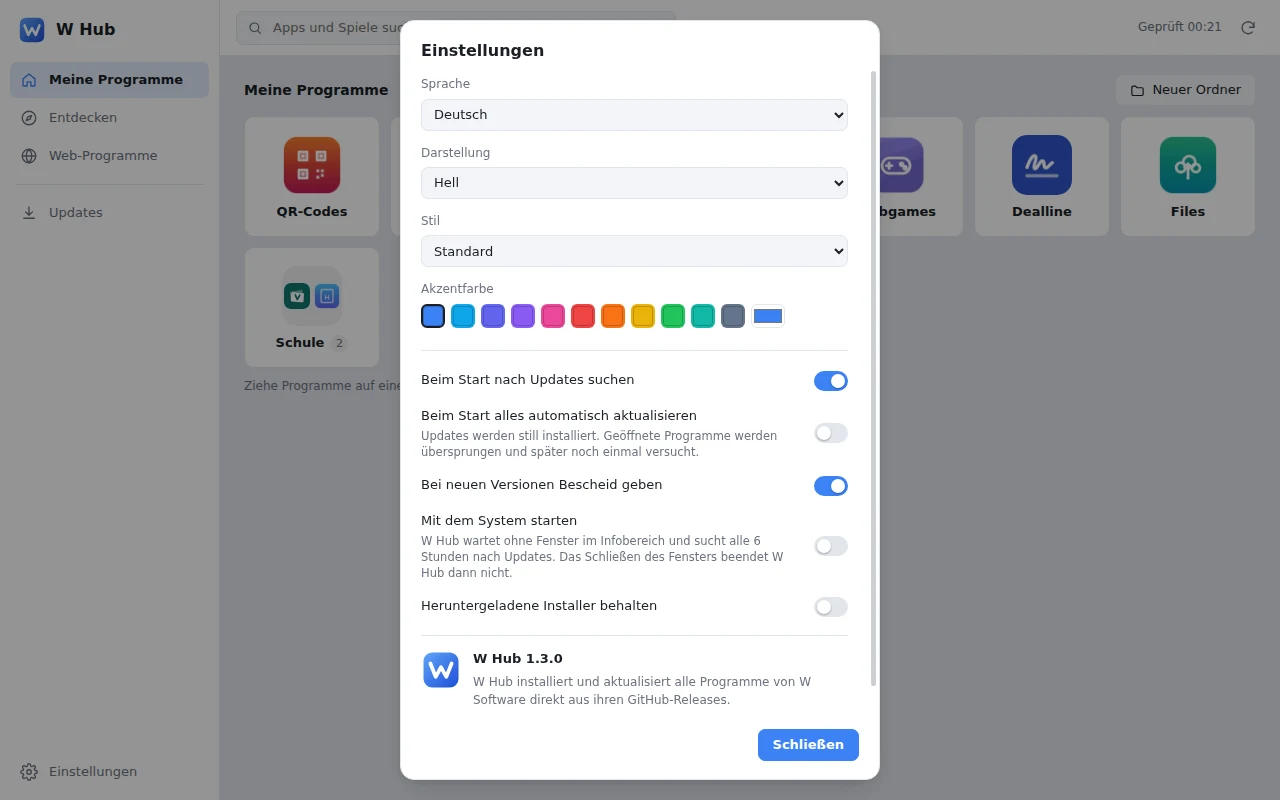 W Hub
Apps und Spiele suc
Geprüft 00:21
Meine Programme
Entdecken
Web-Programme
Updates
Einstellungen
Meine Programme
Neuer Ordner
QR-Codes
bgames
Dealline
Files
Schule 2
Ziehe Programme auf eine
Einstellungen
Sprache
Deutsch
Darstellung
Hell
Stil
Standard
Akzentfarbe
Beim Start nach Updates suchen
Beim Start alles automatisch aktualisieren
Updates werden still installiert. Geöffnete Programme werden
übersprungen und später noch einmal versucht.
Bei neuen Versionen Bescheid geben
Mit dem System starten
W Hub wartet ohne Fenster im Infobereich und sucht alle 6
Stunden nach Updates. Das Schließen des Fensters beendet W
Hub dann nicht.
Heruntergeladene Installer behalten
W Hub 1.3.0
W Hub installiert und aktualisiert alle Programme von W
Software direkt aus ihren GitHub-Releases.
Schließen